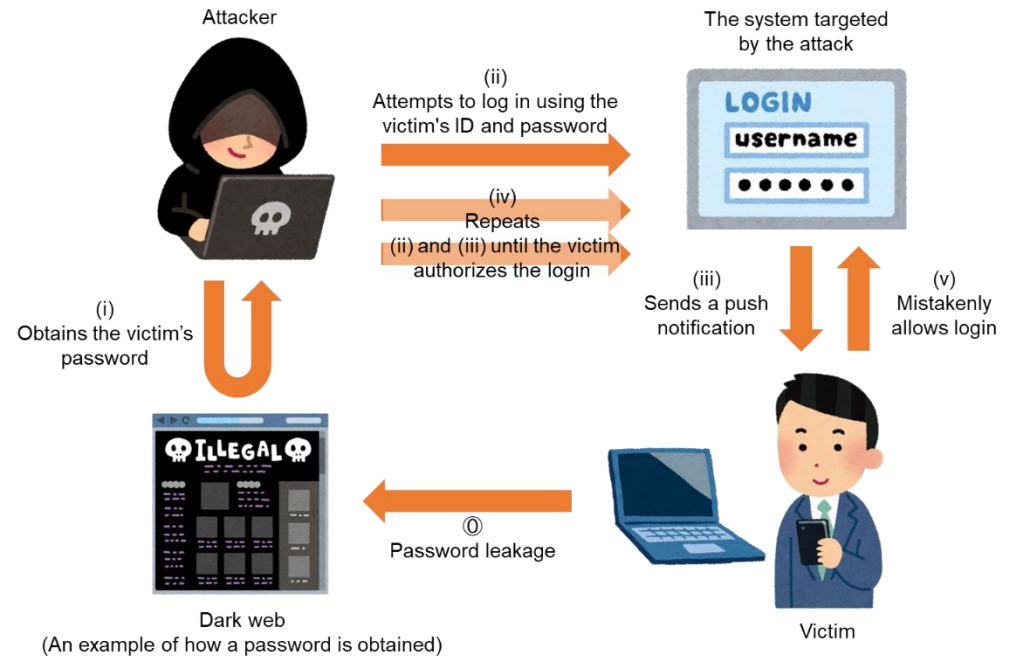 Attacker
The system targeted
by the attack
(ii)
Attempts to log in using the
victim's ID and password
LOGIN
username
(iv)
Repeats
(ii) and (iii) until the victim
authorizes the login
(i)
Obtains the victim’s
password
(iii)
Sends a push
notification
(v)
Mistakenly
allows login
ILLEGAL
⓪
Password leakage
Dark web
(An example of how a password is obtained)
Victim